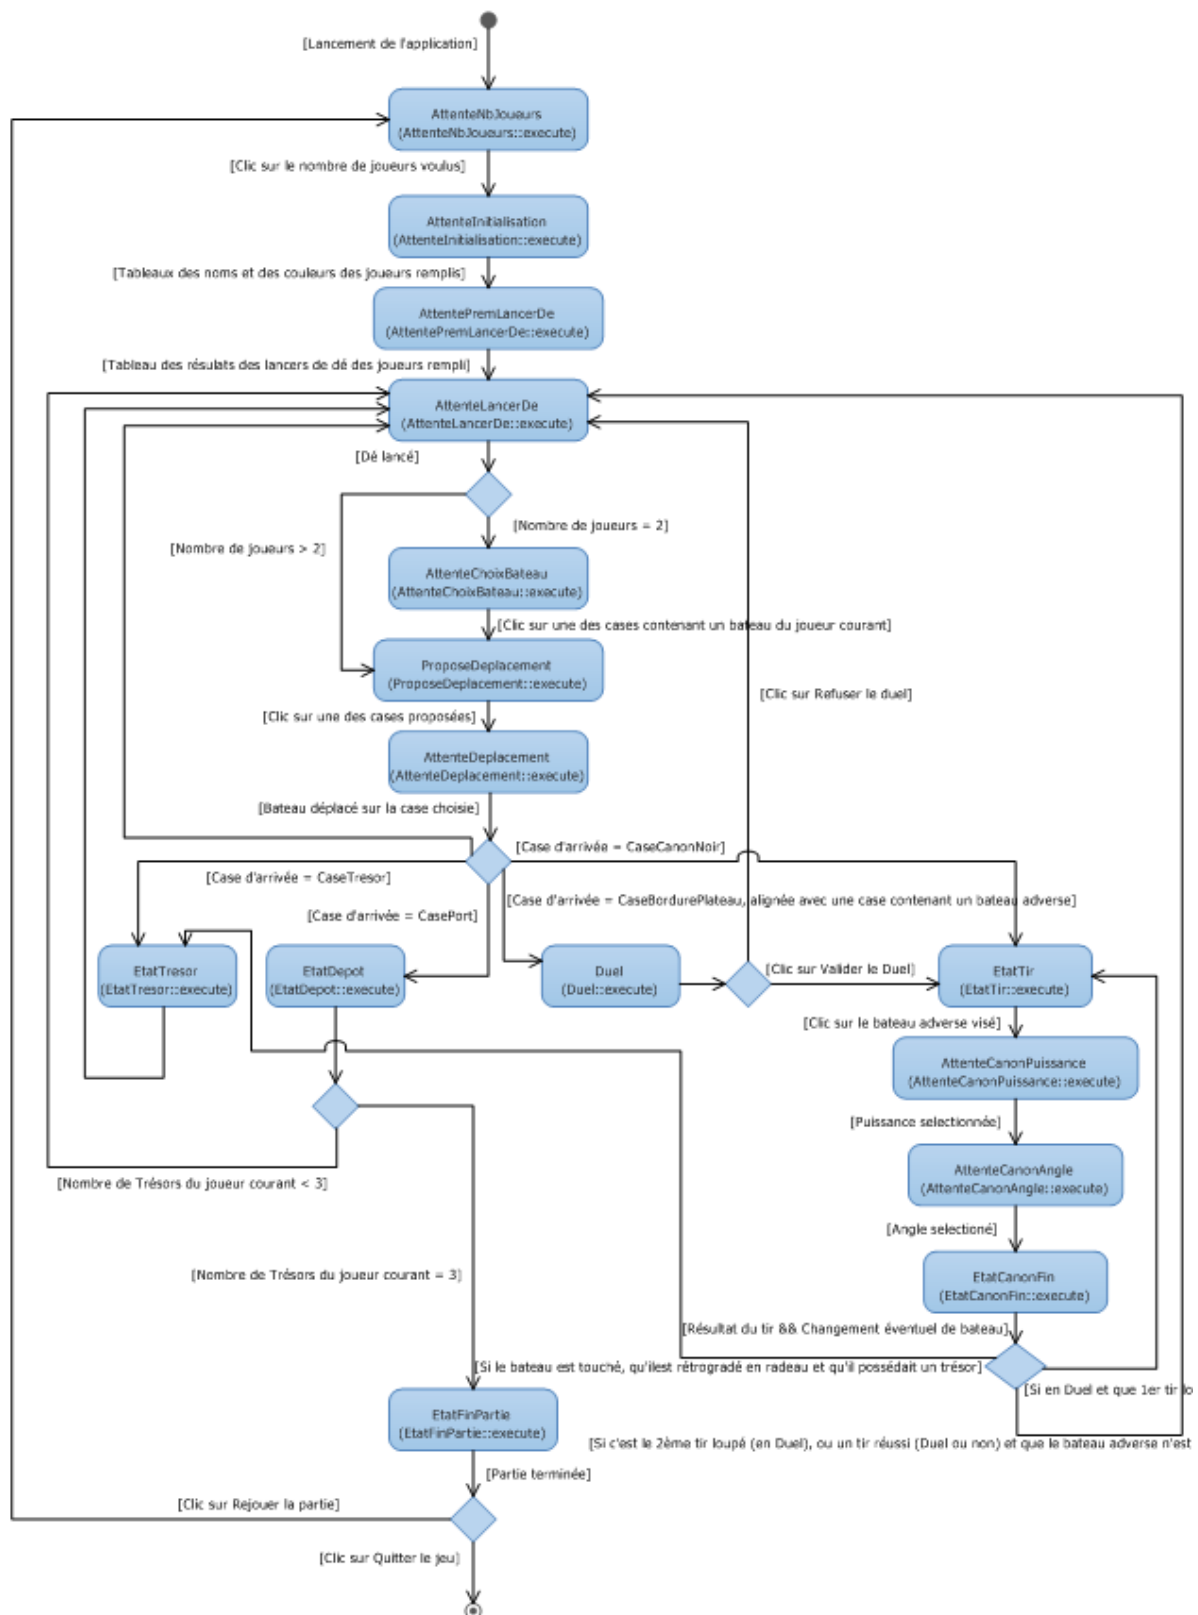 [Lancement de l'application]
AttenteNbJoueurs
(AttenteNbJoueurs::execute)
[Clic sur le nombre de joueurs voulus]
AttenteInitialisation
(AttenteInitialisation::execute)
[Tableaux des noms et des couleurs des joueurs remplis]
AttentePremLancerDe
(AttentePremLancerDe::execute)
[Tableau des résulats des lancers de dé des joueurs rempli]
AttenteLancerDe
(AttenteLancerDe::execute)
[Dé lancé]
[Nombre de joueurs = 2]
[Nombre de joueurs > 2]
AttenteChoixBateau
(AttenteChoixBateau::execute)
[Clic sur une des cases contenant un bateau du joueur courant]
ProposeDeplacement
(ProposeDeplacement::execute)
[Clic sur Refuser le duel]
[Clic sur une des cases proposées]
AttenteDeplacement
(AttenteDeplacement::execute)
[Bateau déplacé sur la case choisie]
[Case d'arrivée = CaseCanonNoir]
[Case d'arrivée = CaseTresor]
[Case d'arrivée = CaseBordurePlateau, alignée avec une case contenant un bateau adverse]
[Case d'arrivée = CasePort]
EtatTresor
(EtatTresor::execute)
EtatDepot
(EtatDepot::execute)
Duel
(Duel::execute)
[Clic sur Valider le Duel]
EtatTir
(EtatTir::execute)
[Clic sur le bateau adverse visé]
AttenteCanonPuissance
(AttenteCanonPuissance::execute)
[Puissance selectionnée]
AttenteCanonAngle
(AttenteCanonAngle::execute)
[Nombre de Trésors du joueur courant < 3]
[Angle selectioné]
EtatCanonFin
(EtatCanonFin::execute)
[Nombre de Trésors du joueur courant = 3]
[Résultat du tir && Changement éventuel de bateau]
[Si le bateau est touché, qu'ilest rétrogradé en radeau et qu'il possédait un trésor]
[Si en Duel et que 1er tir lo
EtatFinPartie
(EtatFinPartie::execute)
[Si c'est le 2ème tir loupé (en Duel), ou un tir réussi (Duel ou non) et que le bateau adverse n'est
[Partie terminée]
[Clic sur Rejouer la partie]
[Clic sur Quitter le jeu]